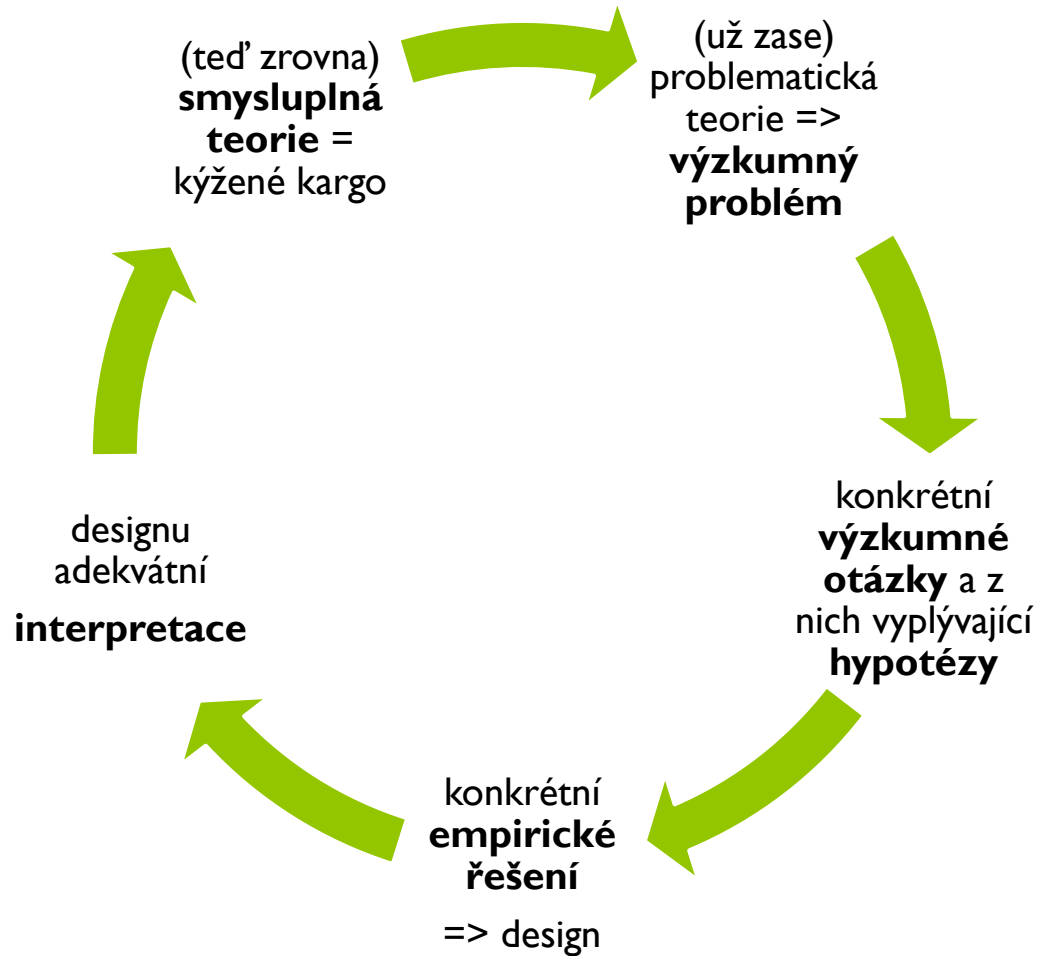 (teď zrovna)
smysluplná
teorie =
kýžené kargo
(už zase)
problematická
teorie =>
výzkumný
problém
konkrétní
výzkumné
otázky a z
nich vyplývající
hypotézy
konkrétní
empirické
řešení
=> design
designu
adekvátní
interpretace